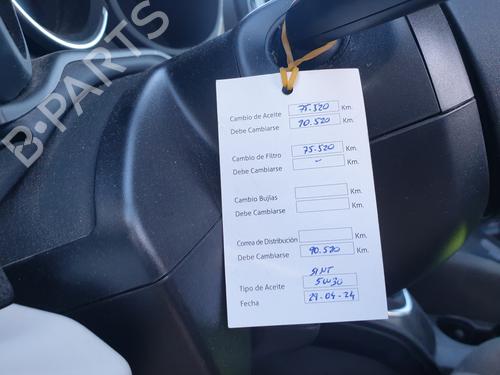 B-PARTS
Cambio de Aceite 75.520 Km.
Debe Cambiarse 90.520 Km.
Cambio de Filtro 75.520 Km.
Debe Cambiarse - Km.
Cambio Bujías Km.
Debe Cambiarse Km.
Correa de Distribución Km.
Debe Cambiarse 90.520 Km.
SINT
Tipo de Aceite 5W30
Fecha 29-04-24